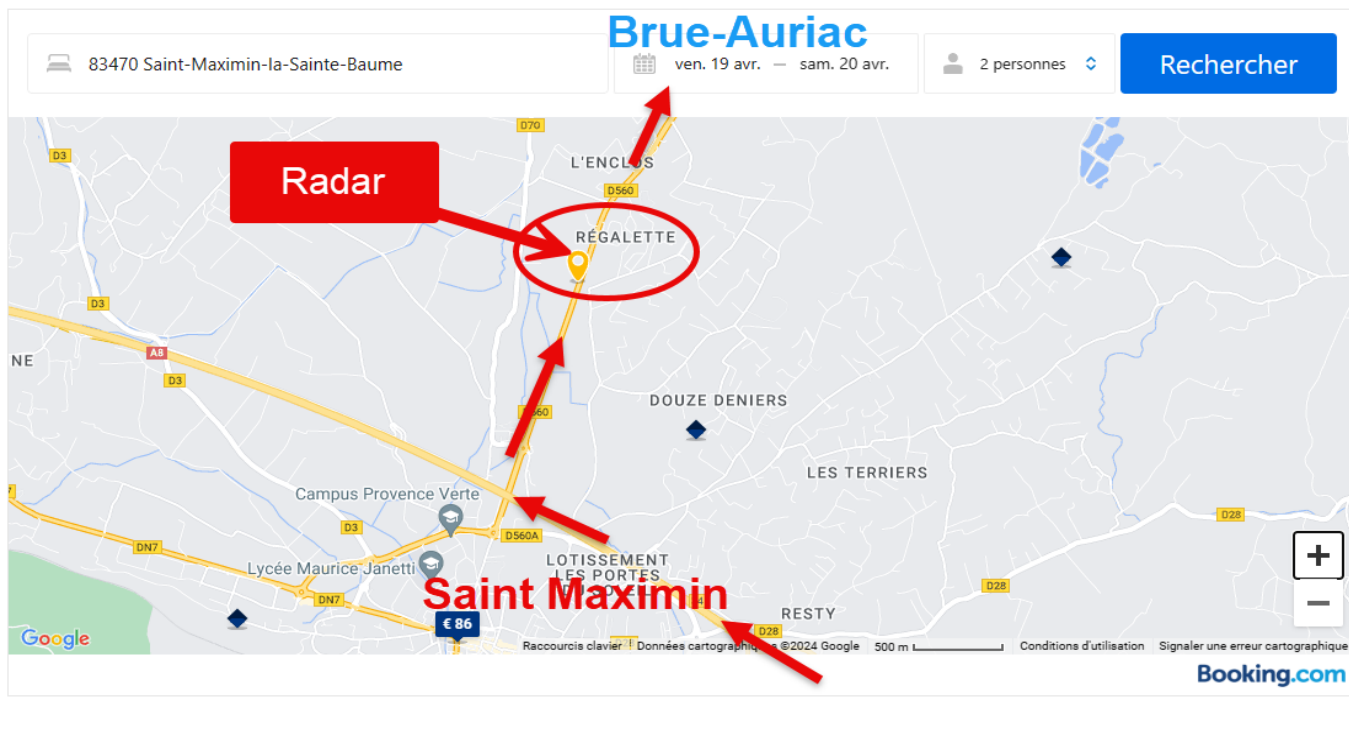 Brue-Auriac
83470 Saint-Maximin-la-Sainte-Baume
ven. 19 avr. — sam. 20 avr.
2 personnes
Rechercher
D70
D3
L'ENCLOS
Radar
D560
RÉGALETTE
D3
A8
NE
D3
DOUZE DENIERS
LES TERRIERS
Campus Provence Verte
D28
D3
D560A
DN7
LOTISSEMENT
LES PORTES
Lycée Maurice Janetti
D28
Saint Maximin
DN7
RESTY
€ 86
D28
Google
Raccourcis clavier
Données cartographiques ©2024 Google
500 m
Conditions d'utilisation
Signaler une erreur cartographique
+
−
Booking.com